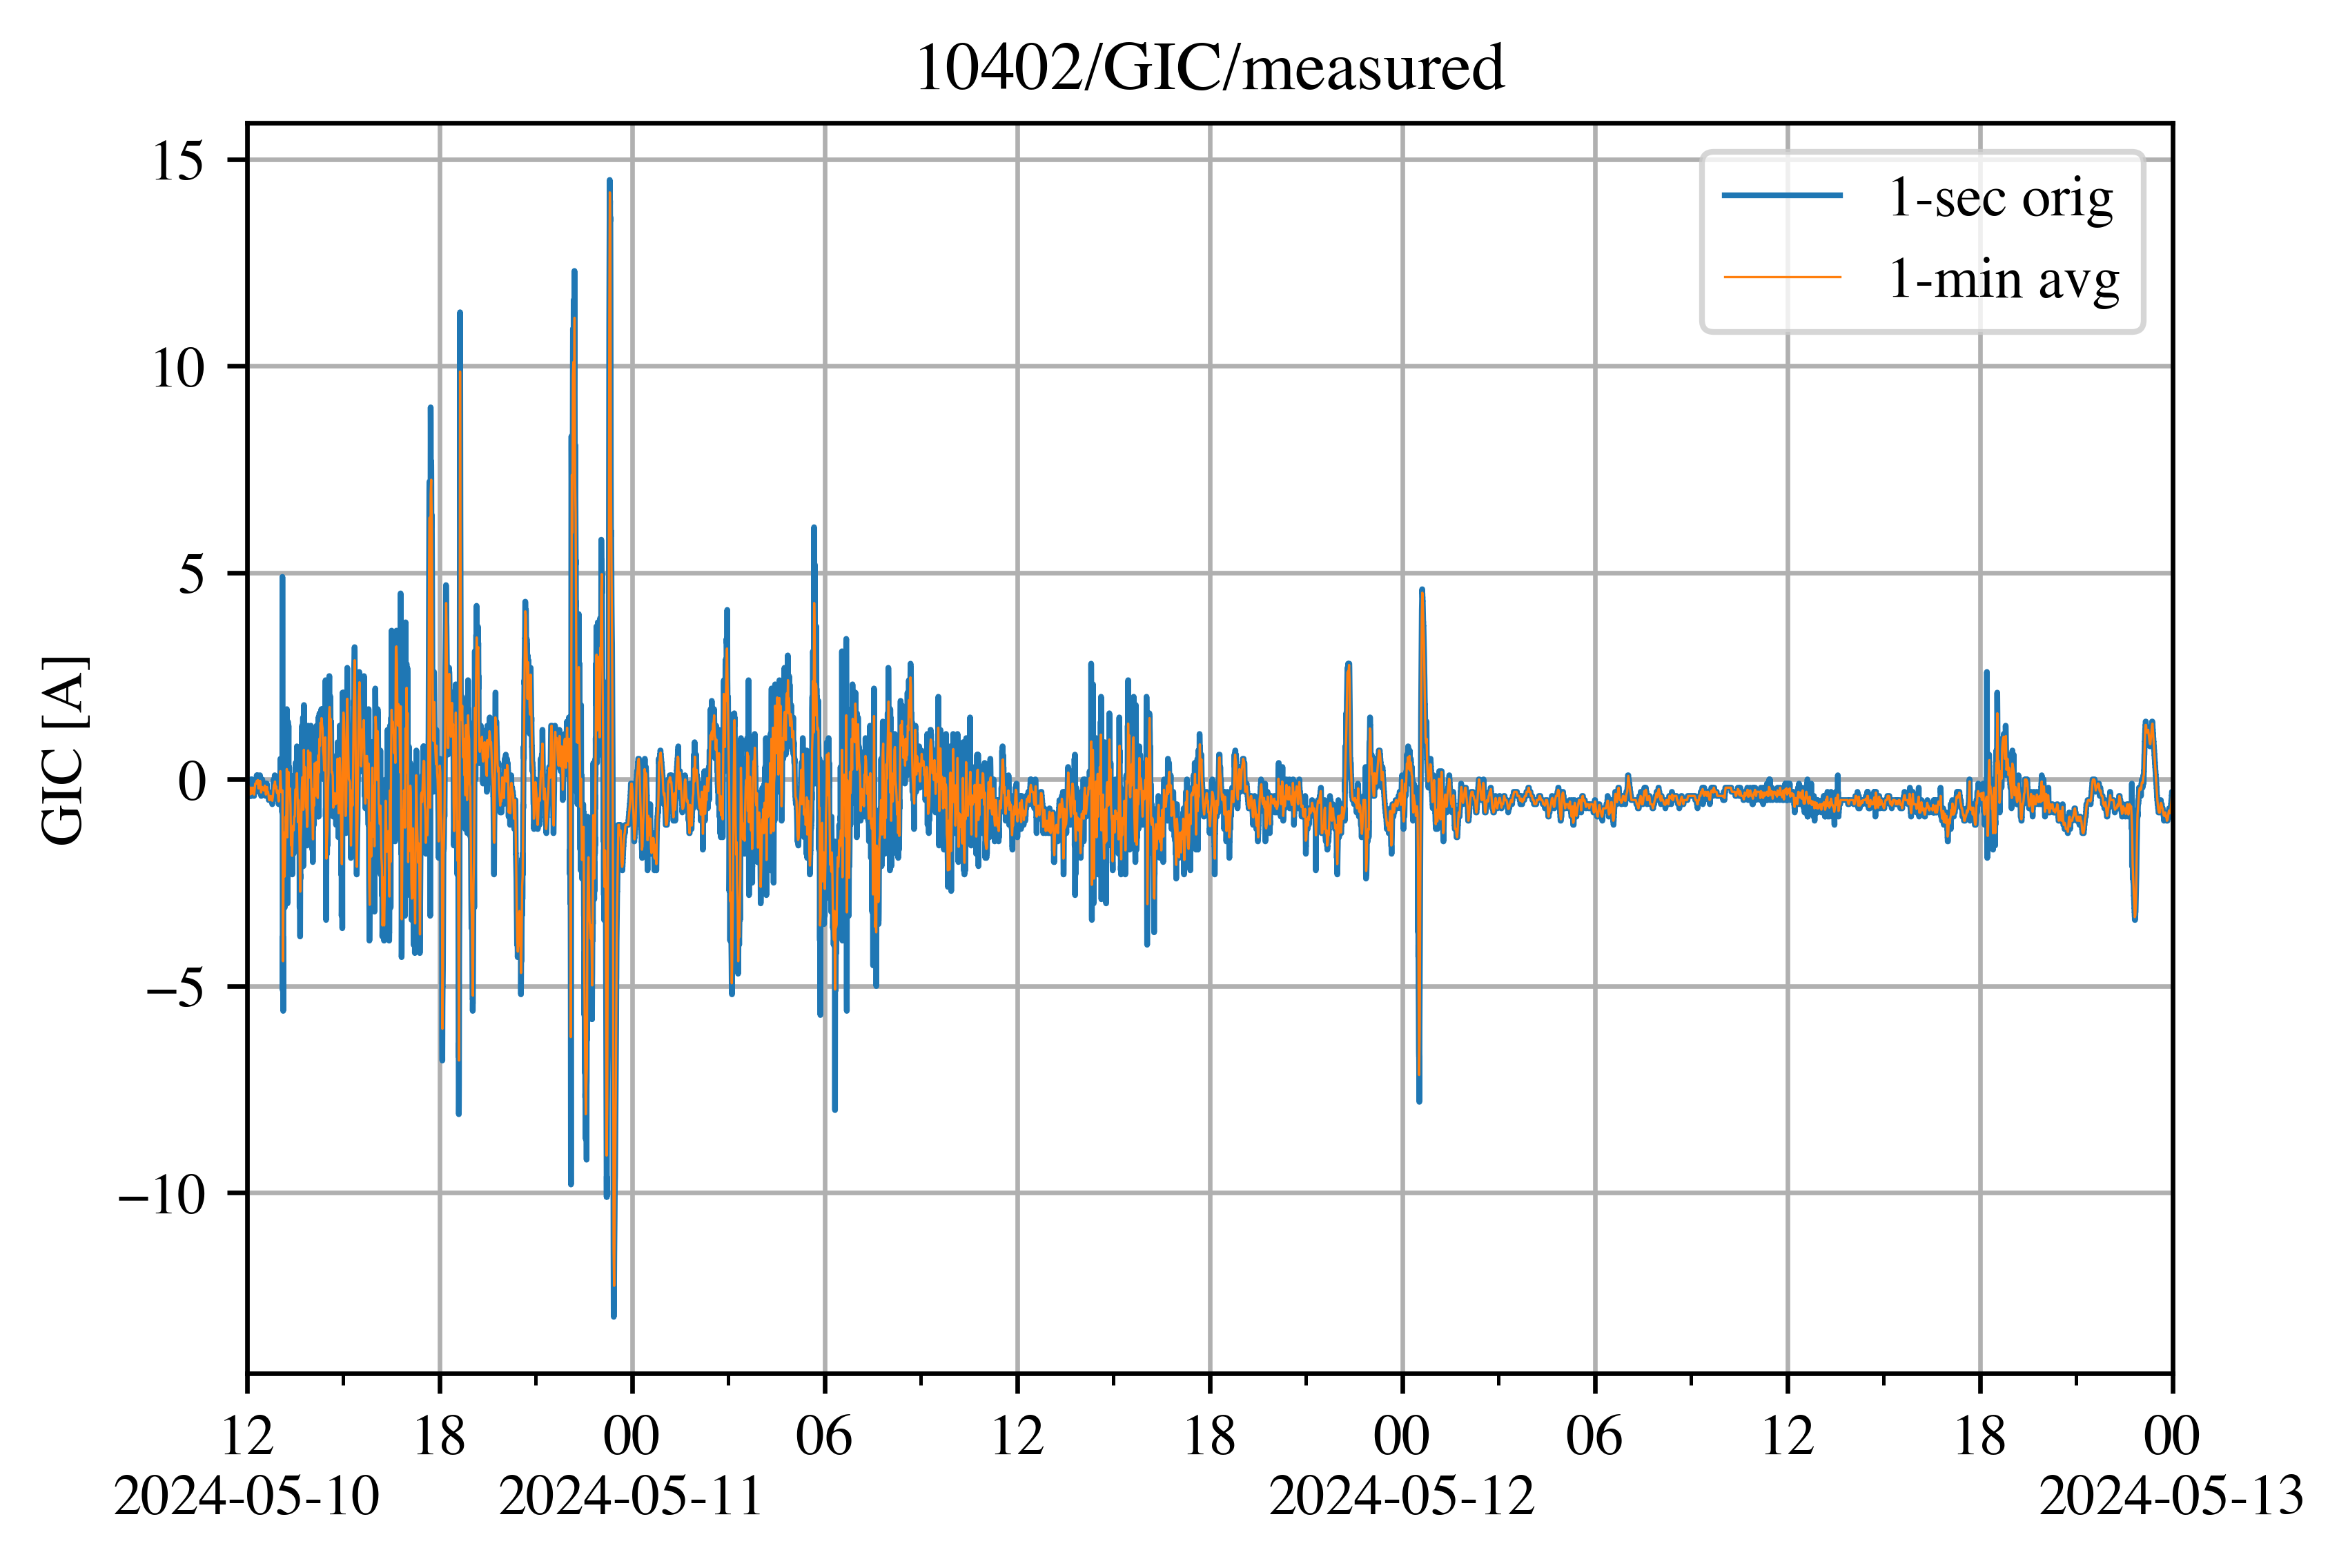 10402/GIC/measured
15
10
5
0
−5
−10
GIC [A]
1-sec orig
1-min avg
12 18 00 06 12 18 00 06 12 18 00
2024-05-10 2024-05-11 2024-05-12 2024-05-13